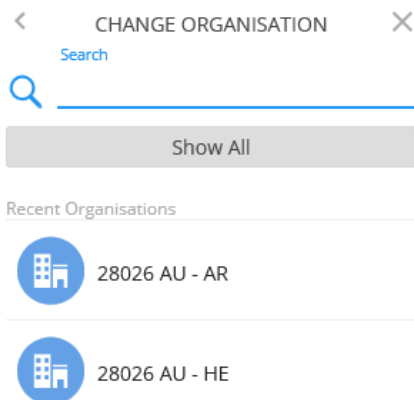 CHANGE ORGANISATION
Search
Show All
Recent Organisations
28026 AU - AR
28026 AU - HE